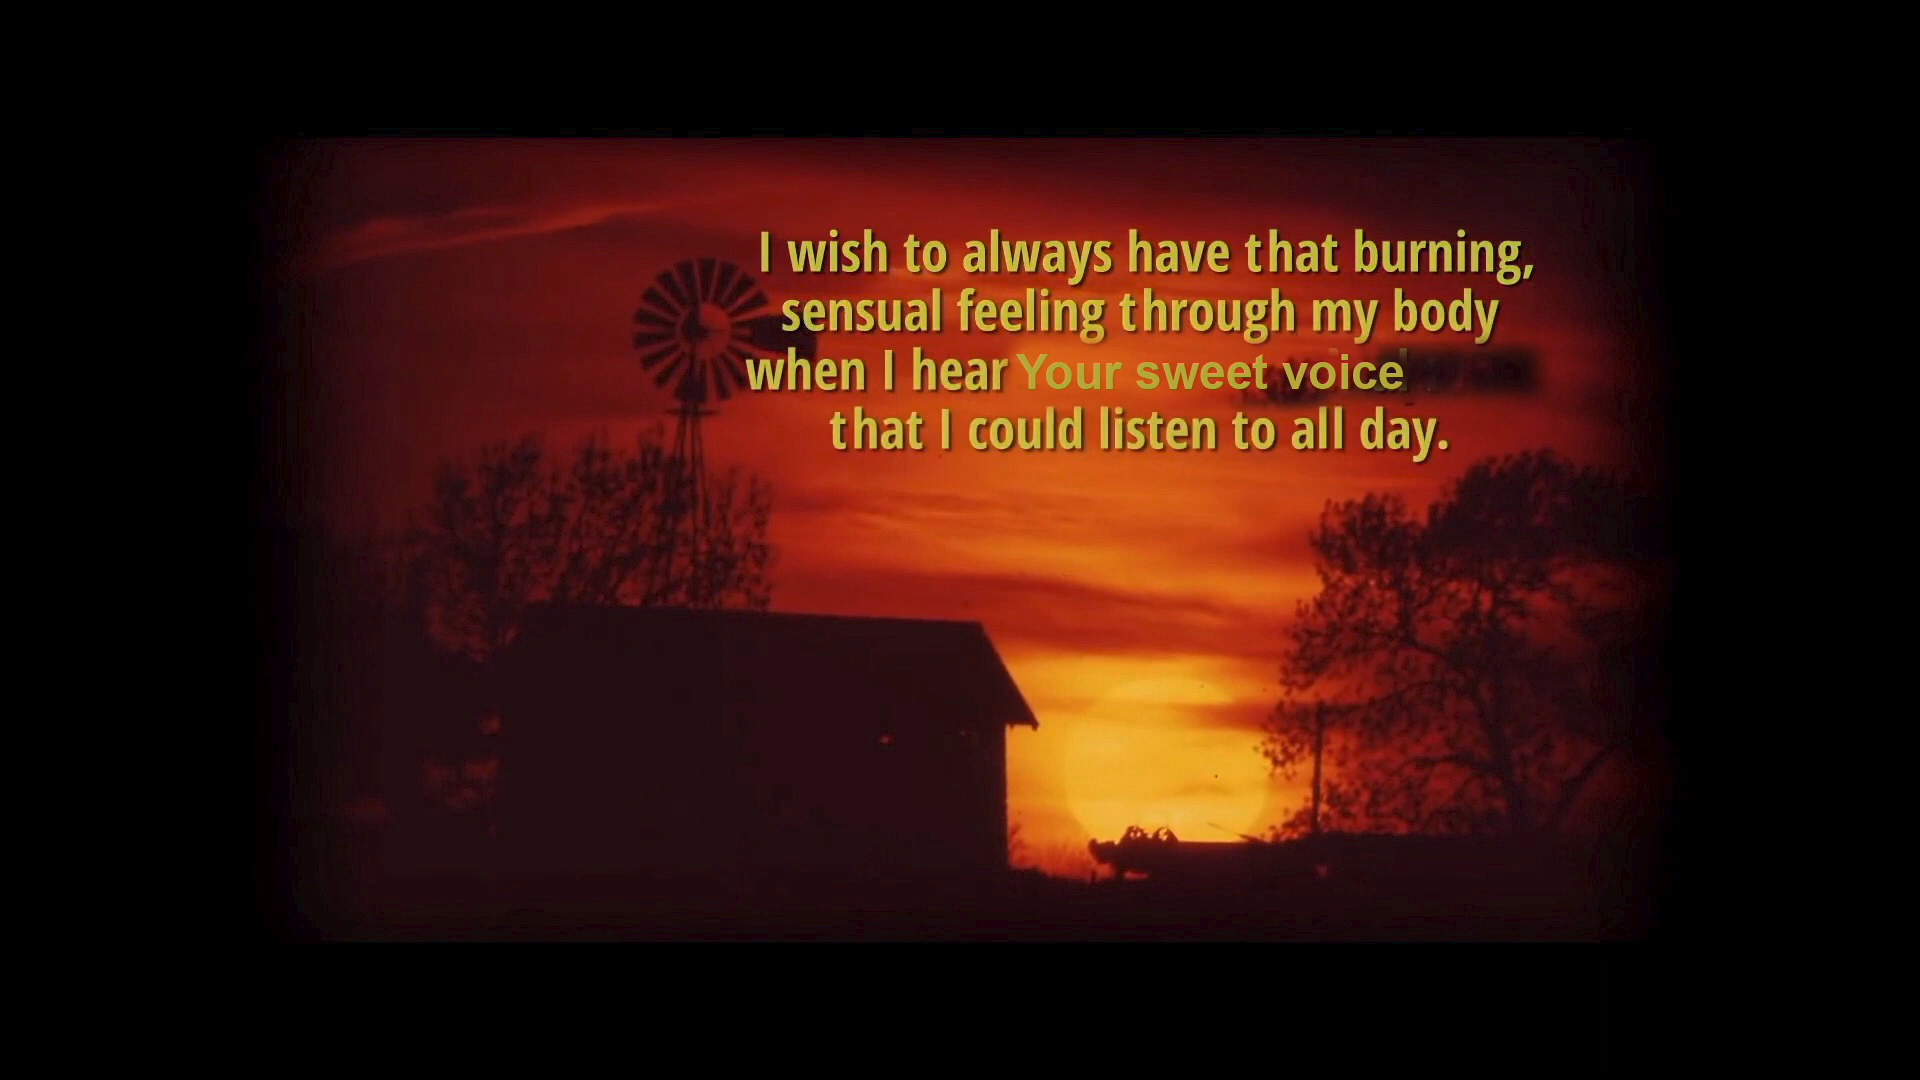 I wish to always have that burning,
sensual feeling through my body
when I hear Your sweet voice
that I could listen to all day.